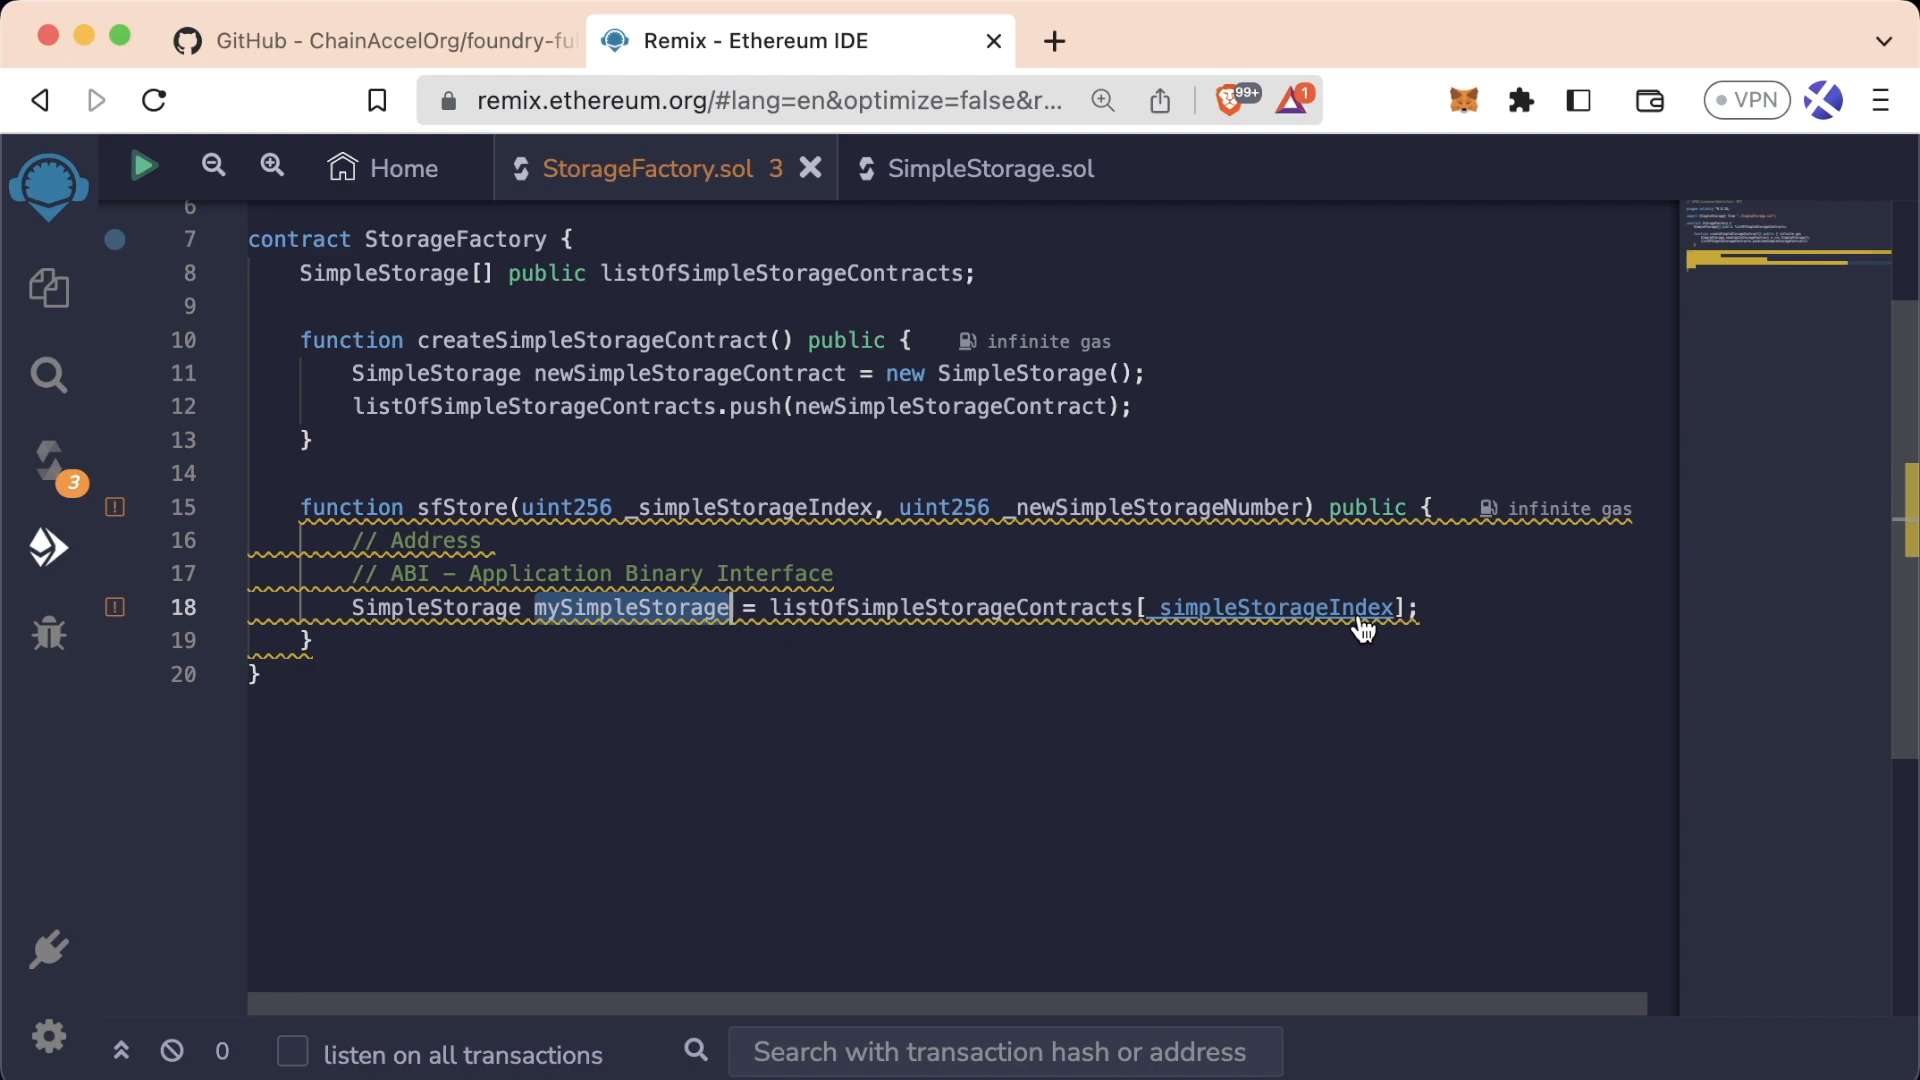 GitHub - ChainAccelOrg/foundry-ful
Remix - Ethereum IDE
remix.ethereum.org/#lang=en&optimize=false&r...
99+
1
VPN
Home
StorageFactory.sol 3
SimpleStorage.sol
6
7 contract StorageFactory {
8 SimpleStorage[] public listOfSimpleStorageContracts;
9
10 function createSimpleStorageContract() public { infinite gas
11 SimpleStorage newSimpleStorageContract = new SimpleStorage();
12 listOfSimpleStorageContracts.push(newSimpleStorageContract);
13 }
14
15 function sfStore(uint256 _simpleStorageIndex, uint256 _newSimpleStorageNumber) public { infinite gas
16 // Address
17 // ABI - Application Binary Interface
18 SimpleStorage mySimpleStorage = listOfSimpleStorageContracts[_simpleStorageIndex];
19 }
20 }
3
0
listen on all transactions
Search with transaction hash or address